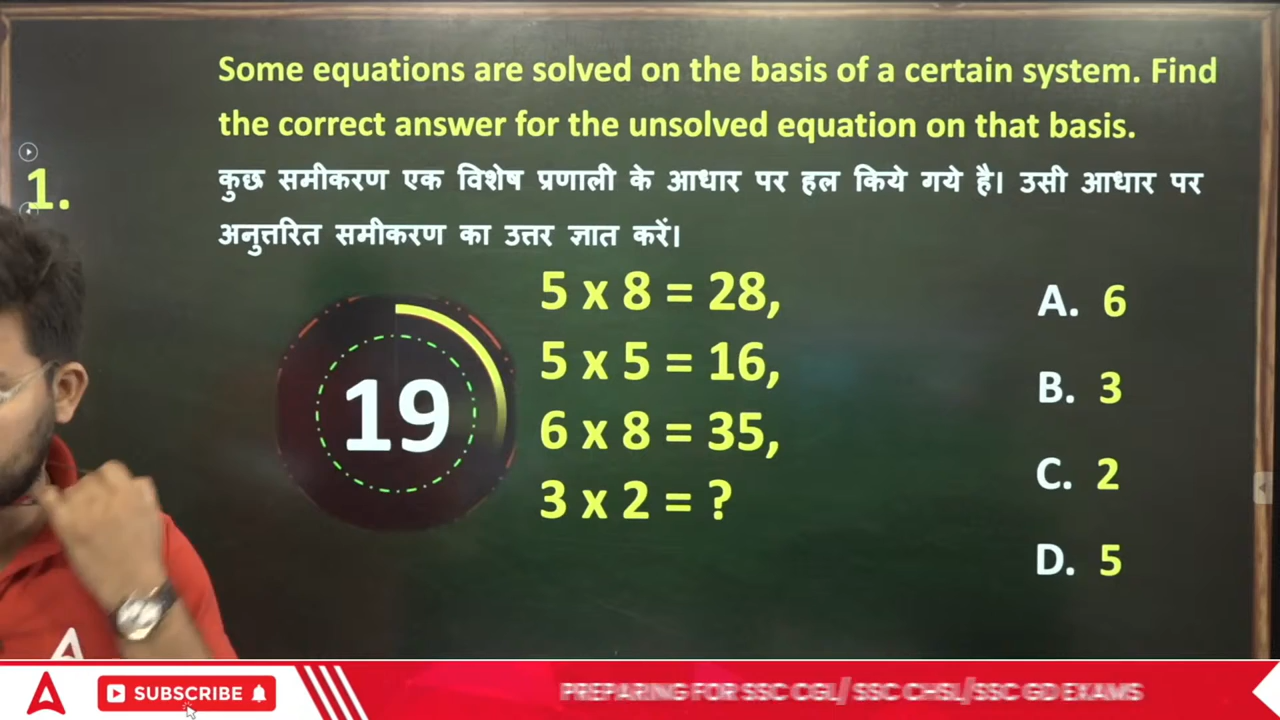 Some equations are solved on the basis of a certain system. Find
the correct answer for the unsolved equation on that basis.
1.
कुछ समीकरण एक विशेष प्रणाली के आधार पर हल किये गये है। उसी आधार पर
अनुत्तरित समीकरण का उत्तर ज्ञात करें।
19
5 x 8 = 28,
5 x 5 = 16,
6 x 8 = 35,
3 x 2 = ?
A. 6
B. 3
C. 2
D. 5
SUBSCRIBE
PREPARING FOR SSC CGL/ SSC CHSL/SSC GD EXAMS